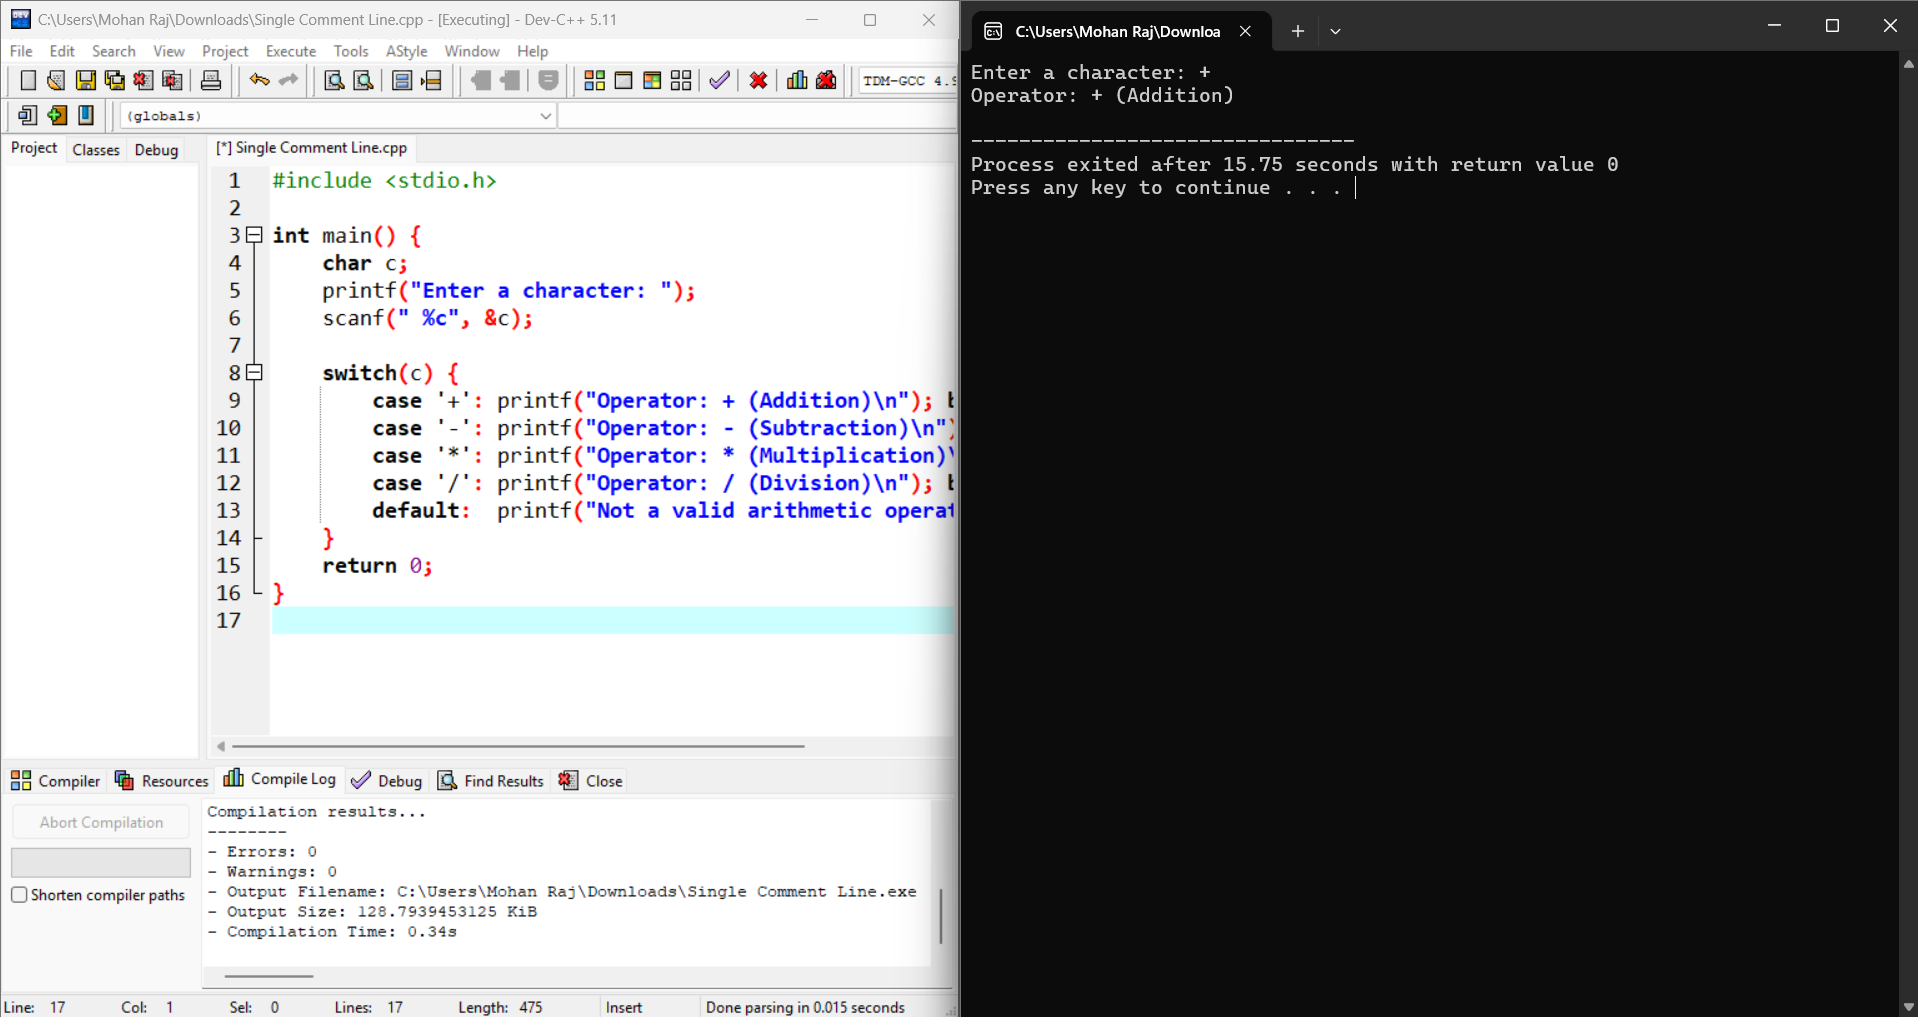 C:\Users\Mohan Raj\Downloads\Single Comment Line.cpp - [Executing] - Dev-C++ 5.11
File Edit Search View Project Execute Tools AStyle Window Help
TDM-GCC 4.9
(globals)
Project Classes Debug
[*] Single Comment Line.cpp
1 #include <stdio.h>
2
3 int main() {
4 char c;
5 printf("Enter a character: ");
6 scanf(" %c", &c);
7
8 switch(c) {
9 case '+': printf("Operator: + (Addition)\n"); b
10 case '-': printf("Operator: - (Subtraction)\n")
11 case '*': printf("Operator: * (Multiplication)\
12 case '/': printf("Operator: / (Division)\n"); b
13 default: printf("Not a valid arithmetic operat
14 }
15 return 0;
16 }
17
Compiler Resources Compile Log Debug Find Results Close
Abort Compilation
Shorten compiler paths
Compilation results...
--------
- Errors: 0
- Warnings: 0
- Output Filename: C:\Users\Mohan Raj\Downloads\Single Comment Line.exe
- Output Size: 128.7939453125 KiB
- Compilation Time: 0.34s
Line: 17 Col: 1 Sel: 0 Lines: 17 Length: 475 Insert Done parsing in 0.015 seconds
C:\Users\Mohan Raj\Downloa
Enter a character: +
Operator: + (Addition)
--------------------------------
Process exited after 15.75 seconds with return value 0
Press any key to continue . . .